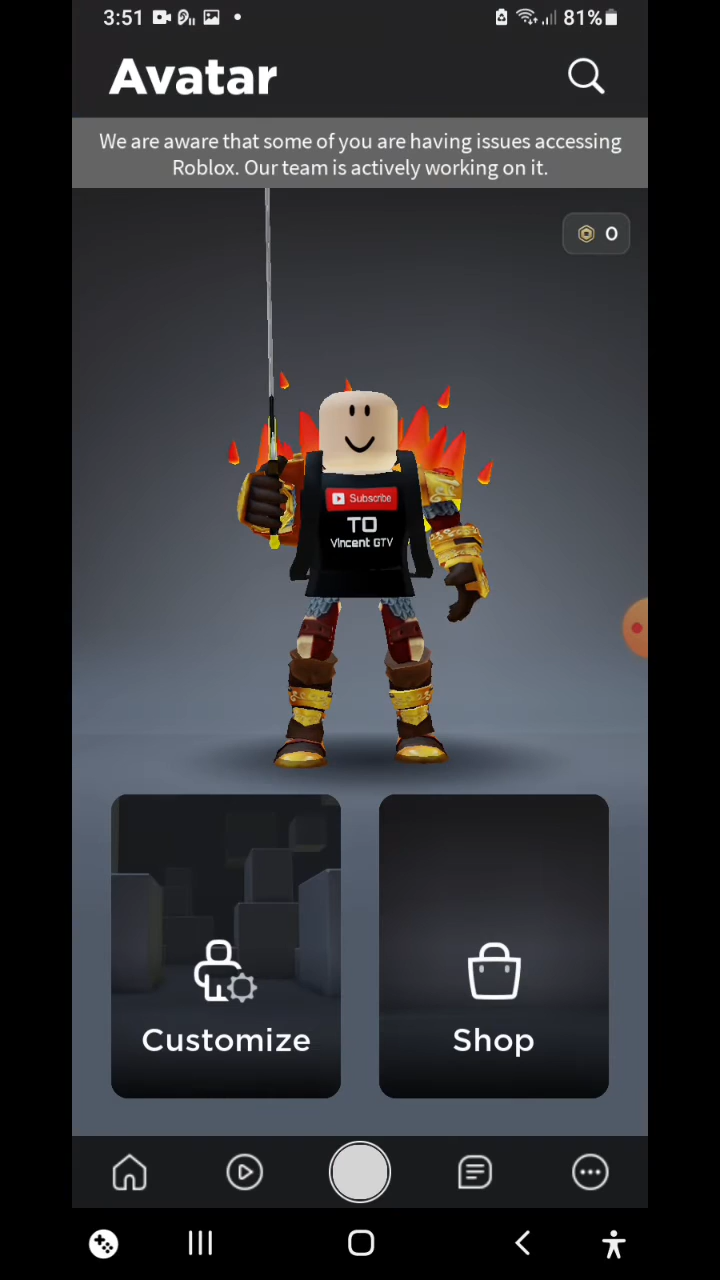 3:51
81%
Avatar
We are aware that some of you are having issues accessing
Roblox. Our team is actively working on it.
0
Subscribe
TO
Vincent GTV
Customize
Shop